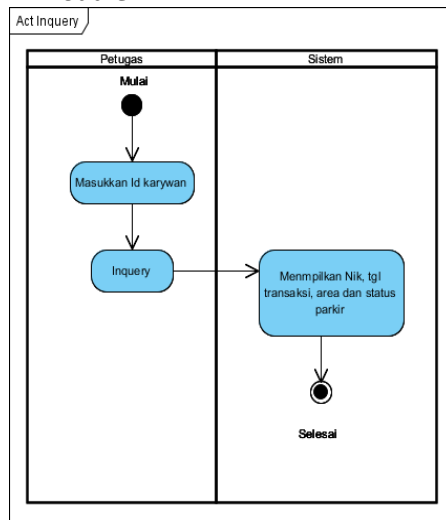 Act Inquery
Petugas
Sistem
Mulai
Masukkan Id karywan
Inquery
Menmpilkan Nik, tgl
transaksi, area dan status
parkir
Selesai